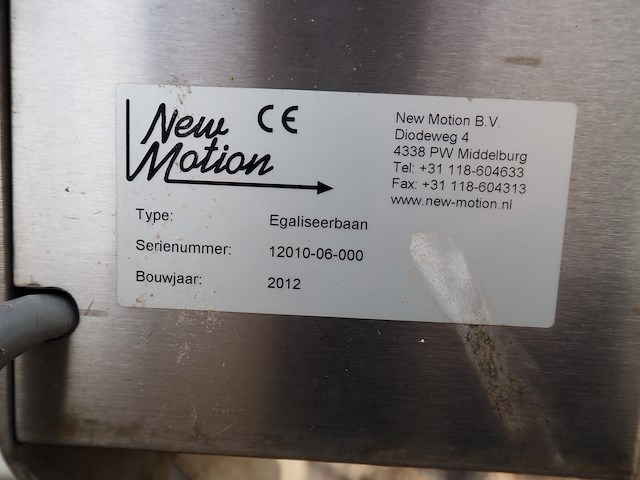 New
Motion
CE
New Motion B.V.
Diodeweg 4
4338 PW Middelburg
Tel: +31 118-604633
Fax: +31 118-604313
www.new-motion.nl
Type: Egaliseerbaan
Serienummer: 12010-06-000
Bouwjaar: 2012